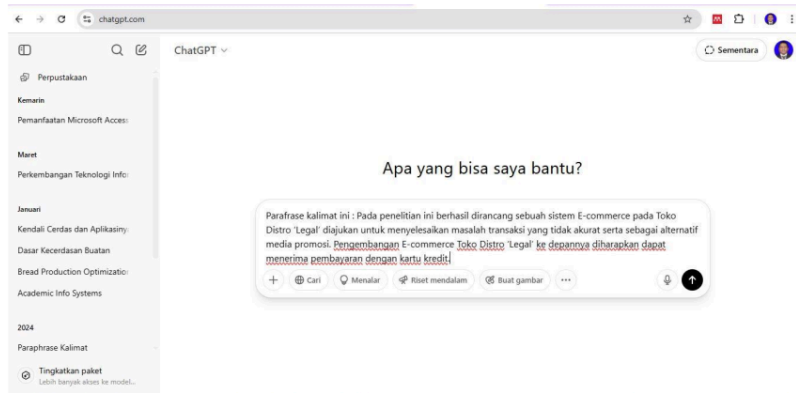 chatgpt.com
ChatGPT
Sementara
Perpustakaan
Kemarin
Pemanfaatan Microsoft Access
Maret
Perkembangan Teknologi Infor
Januari
Kendali Cerdas dan Aplikasiny
Dasar Kecerdasan Buatan
Bread Production Optimization
Academic Info Systems
2024
Paraphrase Kalimat
Tingkatkan paket
Lebih banyak akses ke model...
Apa yang bisa saya bantu?
Parafrase kalimat ini : Pada penelitian ini berhasil dirancang sebuah sistem E-commerce pada Toko
Distro 'Legal' diajukan untuk menyelesaikan masalah transaksi yang tidak akurat serta sebagai alternatif
media promosi. Pengembangan E-commerce Toko Distro 'Legal' ke depannya diharapkan dapat
menerima pembayaran dengan kartu kredit.
Cari Menalar Riset mendalam Buat gambar